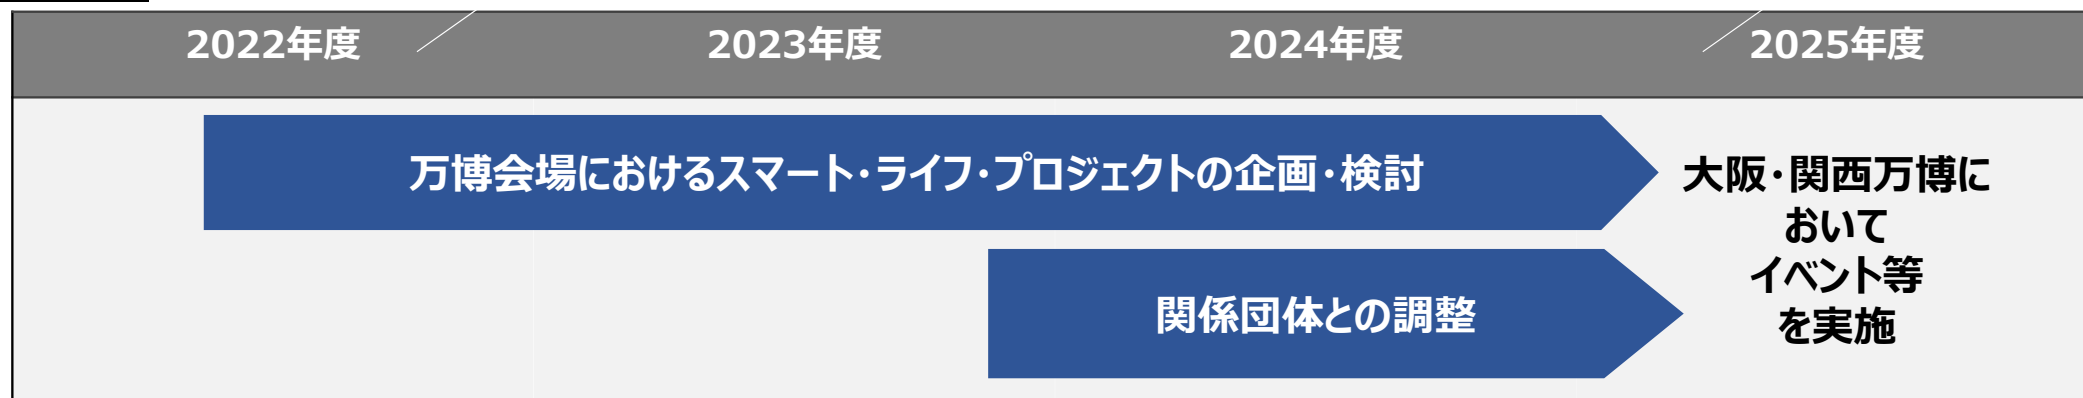 2022年度 2023年度 2024年度 2025年度
万博会場におけるスマート・ライフ・プロジェクトの企画・検討
関係団体との調整
大阪・関西万博に
おいて
イベント等
を実施